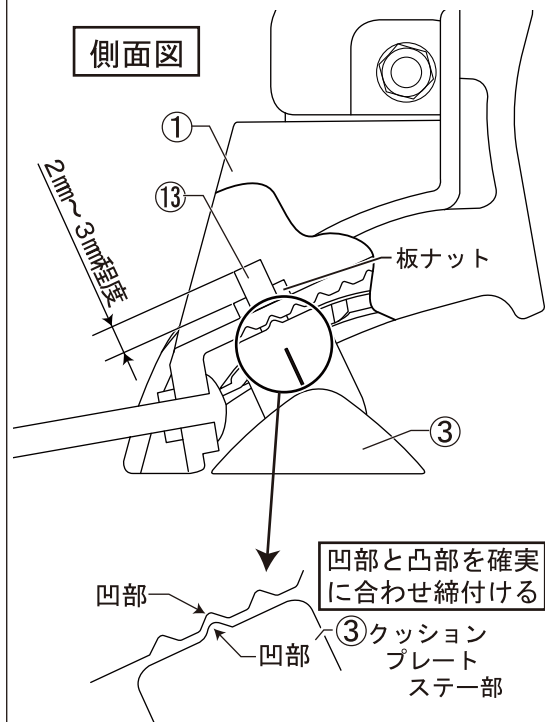 側面図
①
⑬
2㎜～3㎜程度
板ナット
③
凹部と凸部を確実
に合わせ締付ける
凹部
凹部
③クッション
プレート
ステー部